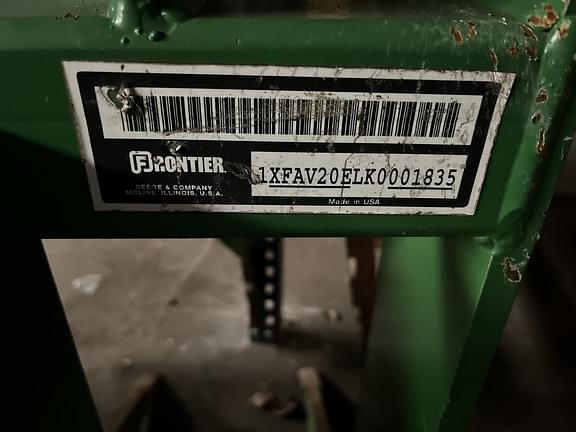 FRONTIER.
DEERE & COMPANY
MOLINE, ILLINOIS, U.S.A.
1XFAV20ELK0001835
Made in USA